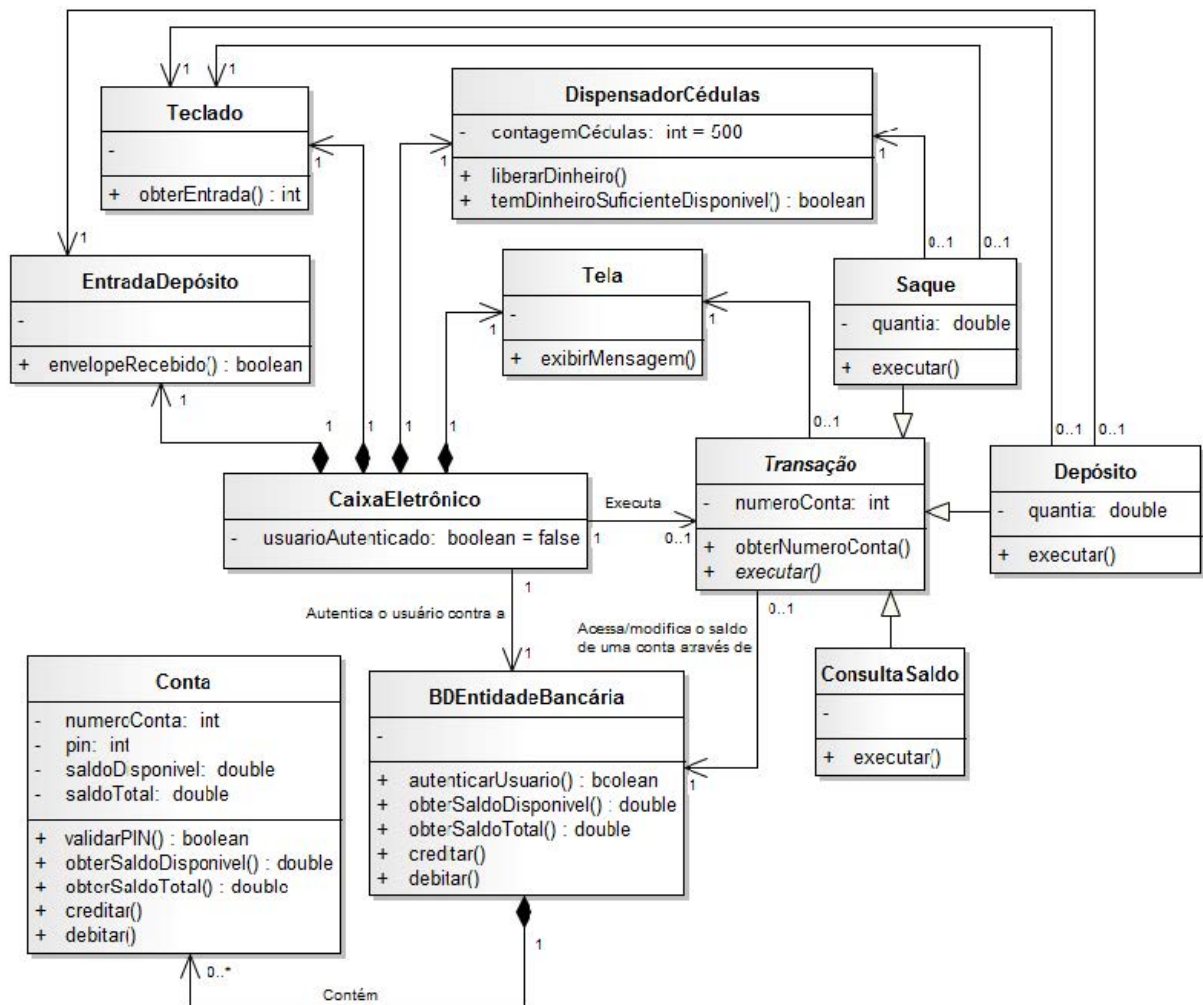 1
1
1
Teclado
-
+ obterEntrada() : int
1
DispensadorCédulas
- contagemCédulas: int = 500
+ liberarDinheiro()
+ temDinheiroSuficienteDisponivel() : boolean
1
1
0..1
0..1
EntradaDepósito
-
+ envelopeRecebido() : boolean
1
Tela
-
+ exibirMensagem()
1
1
0..1
Saque
- quantia: double
+ executar()
1
1
1
1
CaixaEletrônico
- usuarioAutenticado: boolean = false
Executa
1
0..1
Transação
- numeroConta: int
+ obterNumeroConta()
+ executar()
0..1
0..1
Depósito
- quantia: double
+ executar()
1
Autentica o usuário contra a
1
0..1
Acessa/modifica o saldo
de uma conta através de
1
ConsultaSaldo
-
+ executar()
Conta
- numeroConta: int
- pin: int
- saldoDisponivel: double
- saldoTotal: double
+ validarPIN() : boolean
+ obterSaldoDisponivel() : double
+ obterSaldoTotal() : double
+ creditar()
+ debitar()
BDEntidadeBancária
-
+ autenticarUsuario() : boolean
+ obterSaldoDisponivel() : double
+ obterSaldoTotal() : double
+ creditar()
+ debitar()
1
0..*
Contém